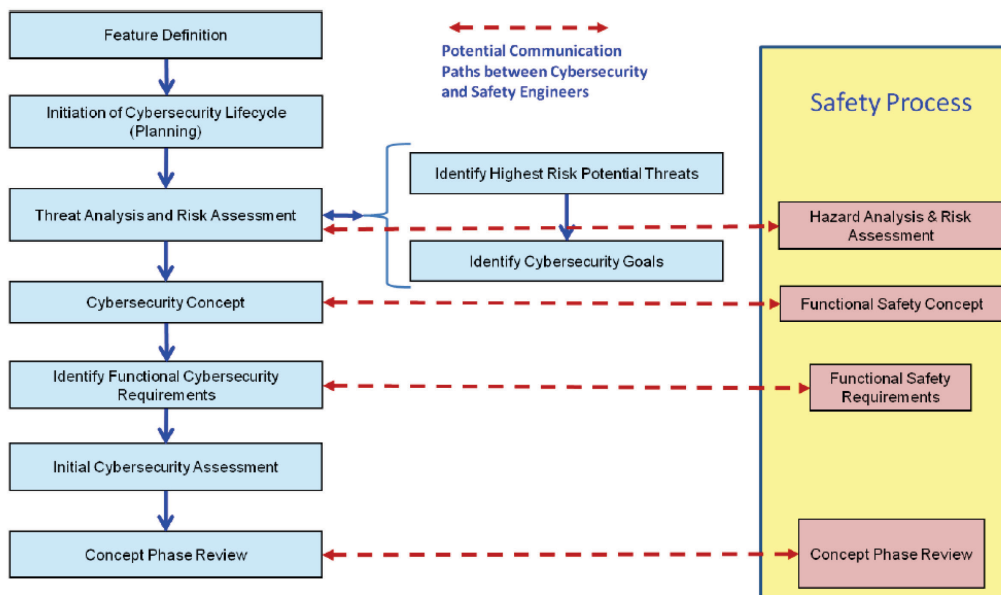 Feature Definition
Potential Communication
Paths between Cybersecurity
and Safety Engineers
Safety Process
Initiation of Cybersecurity Lifecycle
(Planning)
Identify Highest Risk Potential Threats
Threat Analysis and Risk Assessment
Hazard Analysis & Risk
Assessment
Identify Cybersecurity Goals
Cybersecurity Concept
Functional Safety Concept
Identify Functional Cybersecurity
Requirements
Functional Safety
Requirements
Initial Cybersecurity Assessment
Concept Phase Review
Concept Phase Review